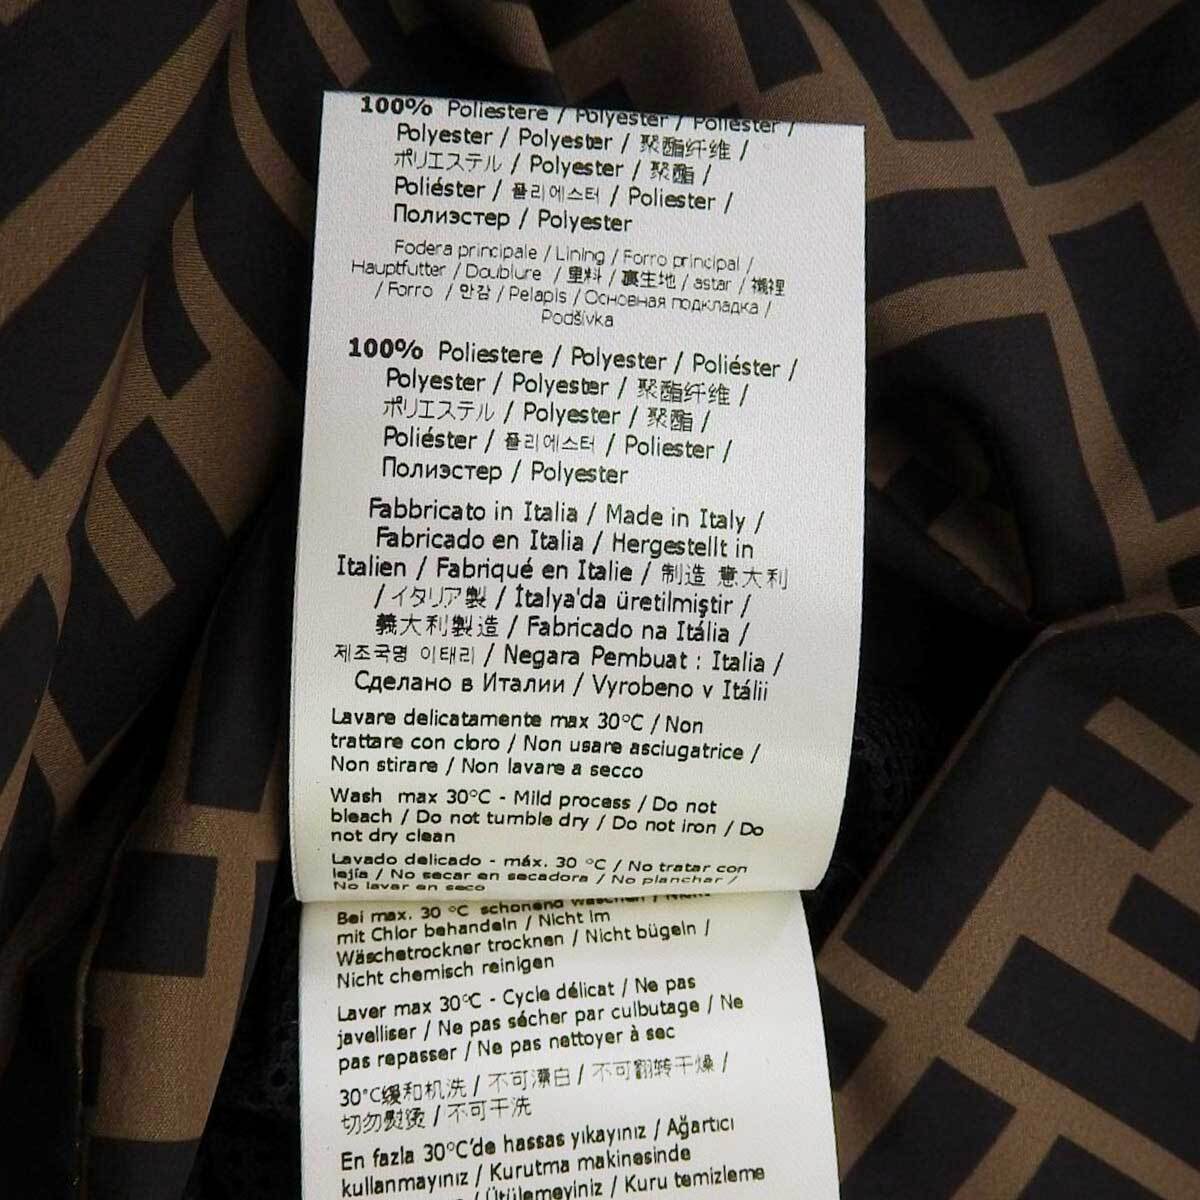 100% Poliestere / Polyester / Poliéster /
Polyester / Polyester / 聚酯纤维 /
ポリエステル / Polyester / 聚酯 /
Poliéster / 폴리에스터 / Poliester /
Полиэстер / Polyester
Fodera principale / Lining / Forro principal /
Hauptfutter / Doublure / 里料 / 裏生地 / astar / 襯裡
/ Forro / 안감 / Pelapis / Основная подкладка /
Podšívka
100% Poliestere / Polyester / Poliéster /
Polyester / Polyester / 聚酯纤维 /
ポリエステル / Polyester / 聚酯 /
Poliéster / 폴리에스터 / Poliester /
Полиэстер / Polyester
Fabbricato in Italia / Made in Italy /
Fabricado en Italia / Hergestellt in
Italien / Fabriqué en Italie / 制造 意大利
/ イタリア製 / İtalya'da üretilmiştir /
義大利製造 / Fabricado na Itália /
제조국명 이태리 / Negara Pembuat : Italia /
Сделано в Италии / Vyrobeno v Itálii
Lavare delicatamente max 30°C / Non
trattare con cloro / Non usare asciugatrice /
Non stirare / Non lavare a secco
Wash max 30°C - Mild process / Do not
bleach / Do not tumble dry / Do not iron / Do
not dry clean
Lavado delicado - máx. 30 °C / No tratar con
lejía / No secar en secadora / No planchar /
No lavar en seco
Bei max. 30 °C schonend waschen / Nicht
mit Chlor behandeln / Nicht im
Wäschetrockner trocknen / Nicht bügeln /
Nicht chemisch reinigen
Laver max 30°C - Cycle délicat / Ne pas
javelliser / Ne pas sécher par culbutage / Ne
pas repasser / Ne pas nettoyer à sec
30°C缓和机洗 / 不可漂白 / 不可翻转干燥 /
切勿熨烫 / 不可干洗
En fazla 30°C'de hassas yıkayınız / Ağartıcı
kullanmayınız / Kurutma makinesinde
/ Ütülemeyiniz / Kuru temizleme